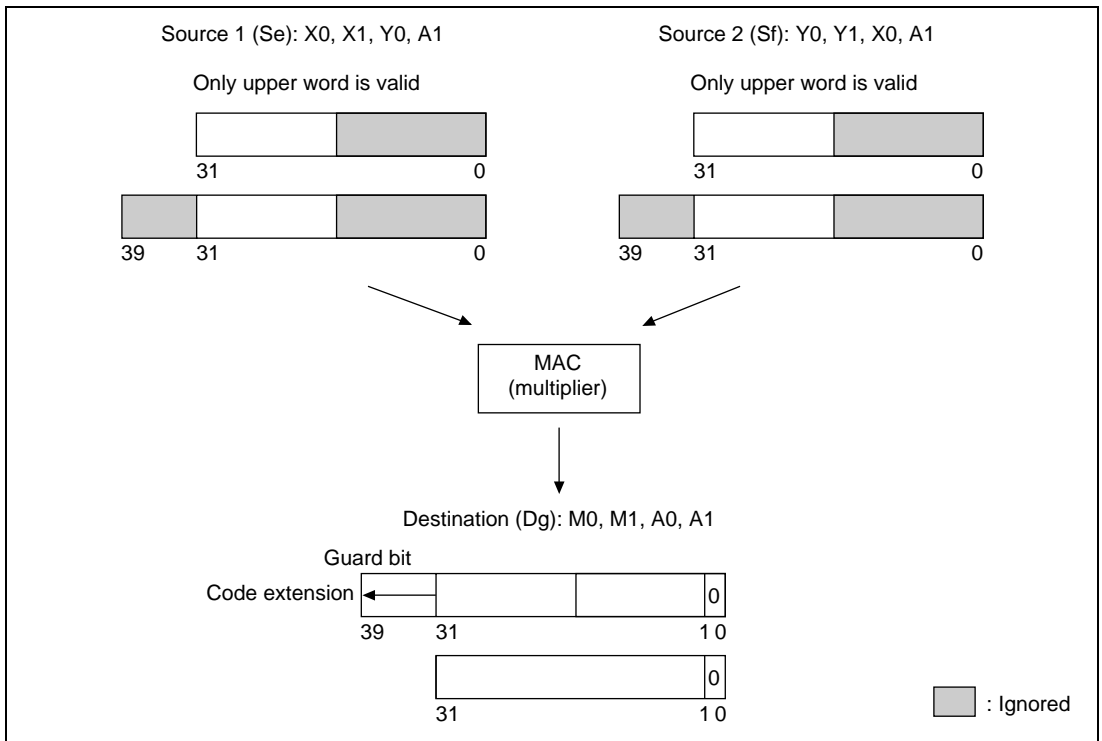 Source 1 (Se): X0, X1, Y0, A1
Source 2 (Sf): Y0, Y1, X0, A1
Only upper word is valid
Only upper word is valid
31 0
31 0
39 31 0
39 31 0
MAC
(multiplier)
Destination (Dg): M0, M1, A0, A1
Guard bit
Code extension
0
39 31 1 0
0
31 1 0
: Ignored